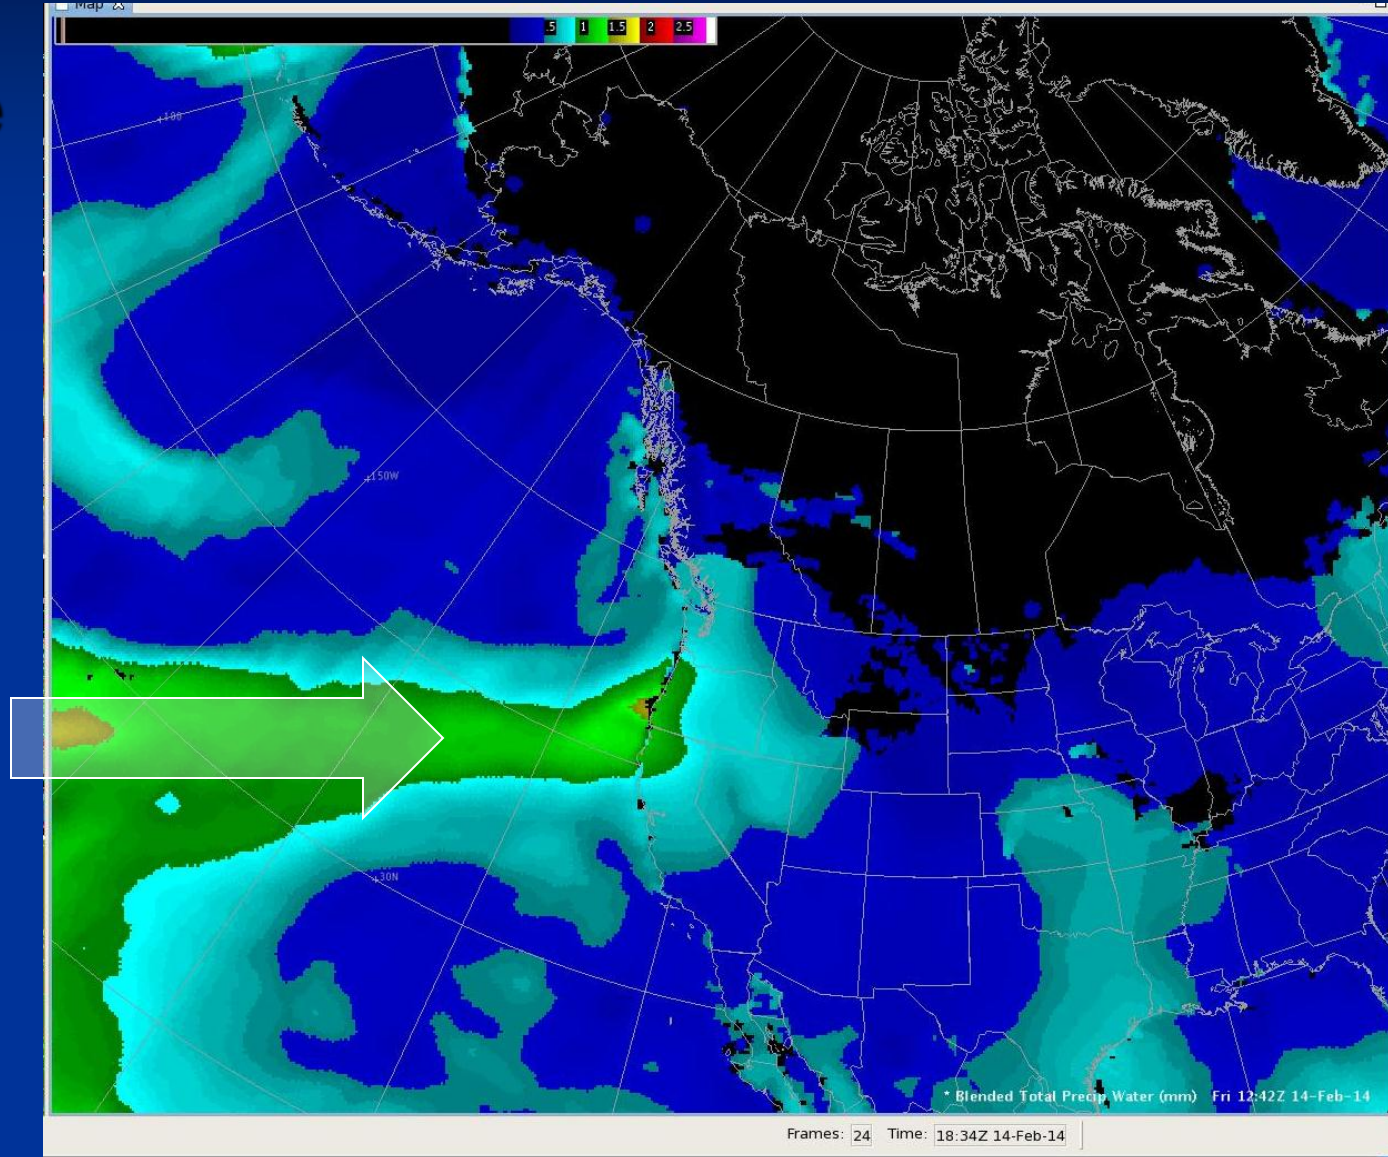 Map
.5 1 1.5 2 2.5
150W
30N
* Blended Total Precip Water (mm) Fri 12:42Z 14-Feb-14
Frames: 24 Time: 18:34Z 14-Feb-14